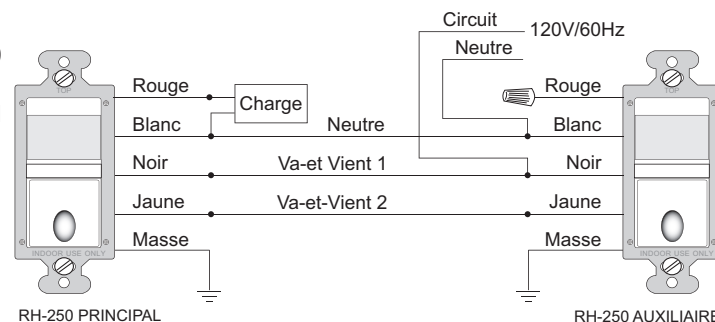 Circuit
120V/60Hz
Neutre
TOP
Rouge
Charge
Rouge
TOP
Blanc
Neutre
Blanc
Noir
Va-et Vient 1
Noir
Jaune
Va-et-Vient 2
Jaune
Masse
Masse
INDOOR USE ONLY
INDOOR USE ONLY
RH-250 PRINCIPAL
RH-250 AUXILIAIRE